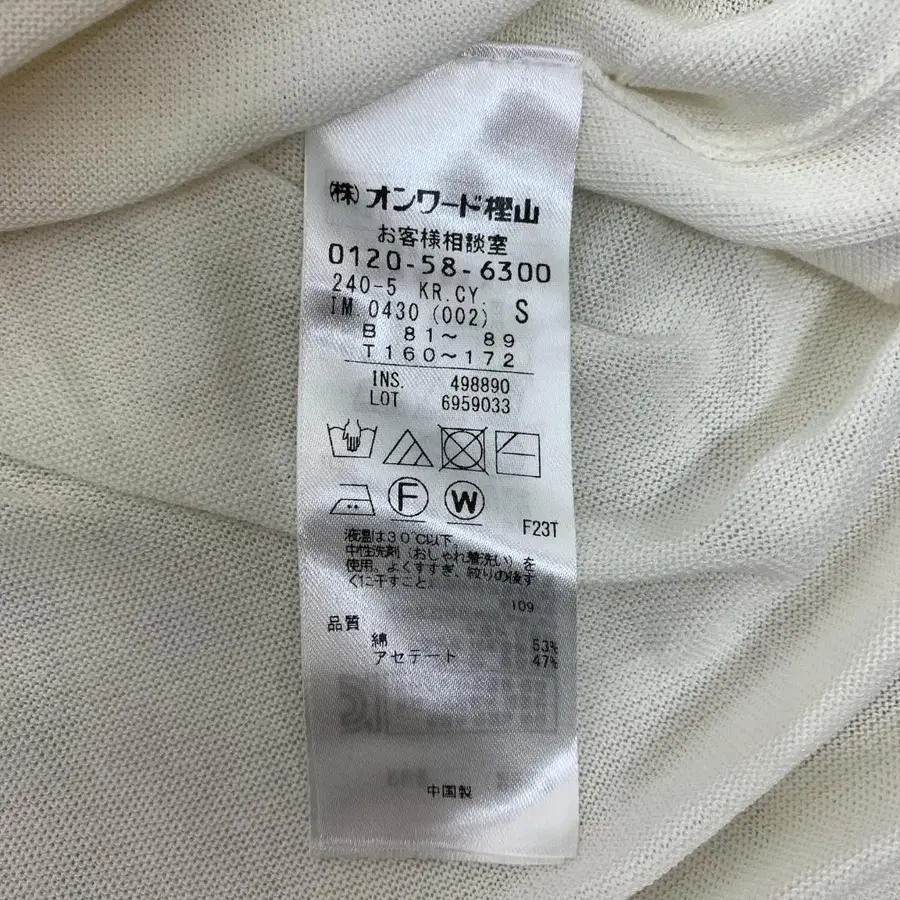 (株)オンワード樫山
お客様相談室
0120-58-6300
240-5 KR.CY. S
IM 0430 (002)
B 81~ 89
T160~172
INS. 498890
LOT 6959033
F
W
F23T
液温は30℃以下
中性洗剤(おしゃれ着洗い)を
使用、よくすすぎ、絞りの後す
ぐに干すこと。
109
品質
綿 53%
アセテート 47%
中国製